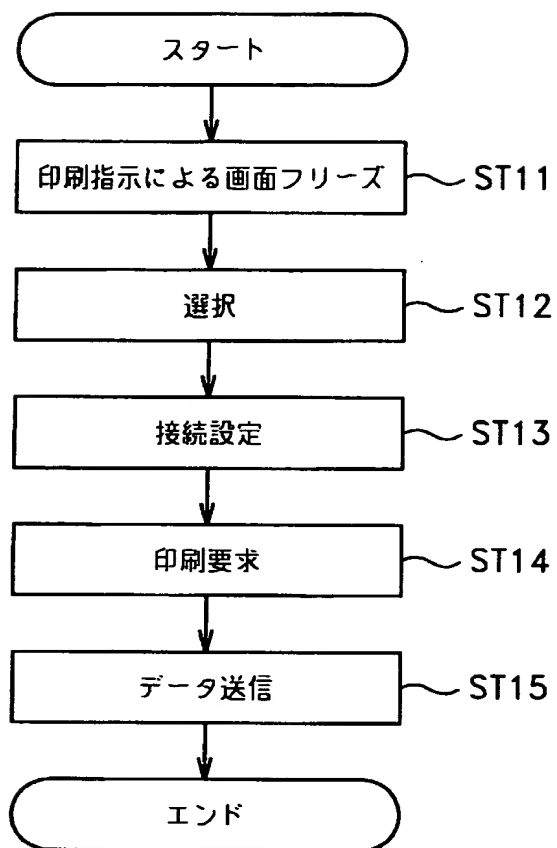 スタート
印刷指示による画面フリーズ ST11
選択 ST12
接続設定 ST13
印刷要求 ST14
データ送信 ST15
エンド